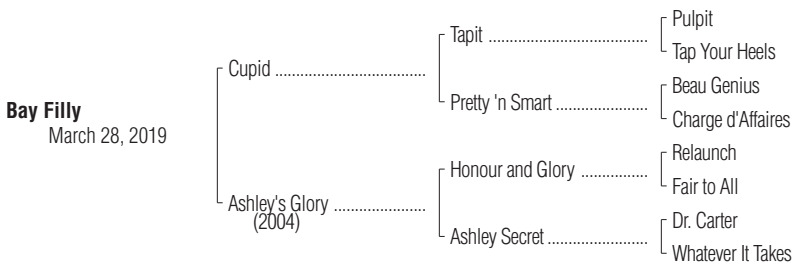 Pulpit
Tapit ......................................
Tap Your Heels
Cupid ...................................
Beau Genius
Pretty 'n Smart ......................
Charge d'Affaires
Bay Filly
March 28, 2019
Relaunch
Honour and Glory ................
Fair to All
Ashley's Glory .....................
(2004)
Dr. Carter
Ashley Secret ........................
Whatever It Takes